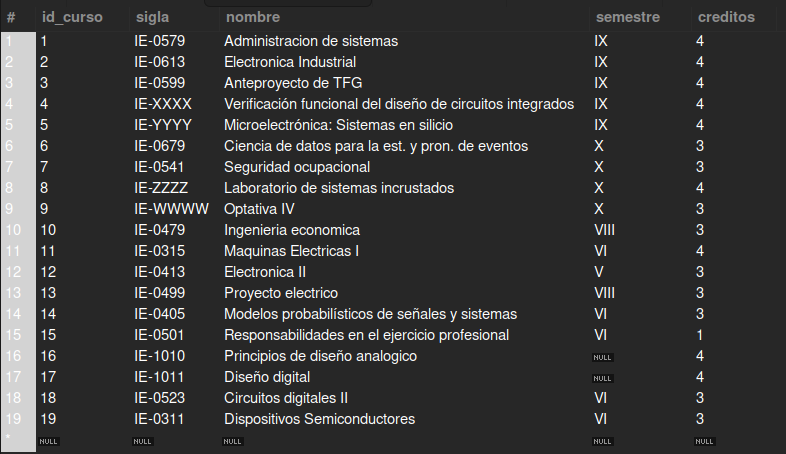 # id_curso sigla nombre semestre creditos
1 1 IE-0579 Administracion de sistemas IX 4
2 2 IE-0613 Electronica Industrial IX 4
3 3 IE-0599 Anteproyecto de TFG IX 4
4 4 IE-XXXX Verificación funcional del diseño de circuitos integrados IX 4
5 5 IE-YYYY Microelectrónica: Sistemas en silicio IX 4
6 6 IE-0679 Ciencia de datos para la est. y pron. de eventos X 3
7 7 IE-0541 Seguridad ocupacional X 3
8 8 IE-ZZZZ Laboratorio de sistemas incrustados X 4
9 9 IE-WWWW Optativa IV X 3
10 10 IE-0479 Ingenieria economica VIII 3
11 11 IE-0315 Maquinas Electricas I VI 4
12 12 IE-0413 Electronica II V 3
13 13 IE-0499 Proyecto electrico VIII 3
14 14 IE-0405 Modelos probabilísticos de señales y sistemas VI 3
15 15 IE-0501 Responsabilidades en el ejercicio profesional VI 1
16 16 IE-1010 Principios de diseño analogico NULL 4
17 17 IE-1011 Diseño digital NULL 4
18 18 IE-0523 Circuitos digitales II VI 3
19 19 IE-0311 Dispositivos Semiconductores VI 3
* NULL NULL NULL NULL NULL